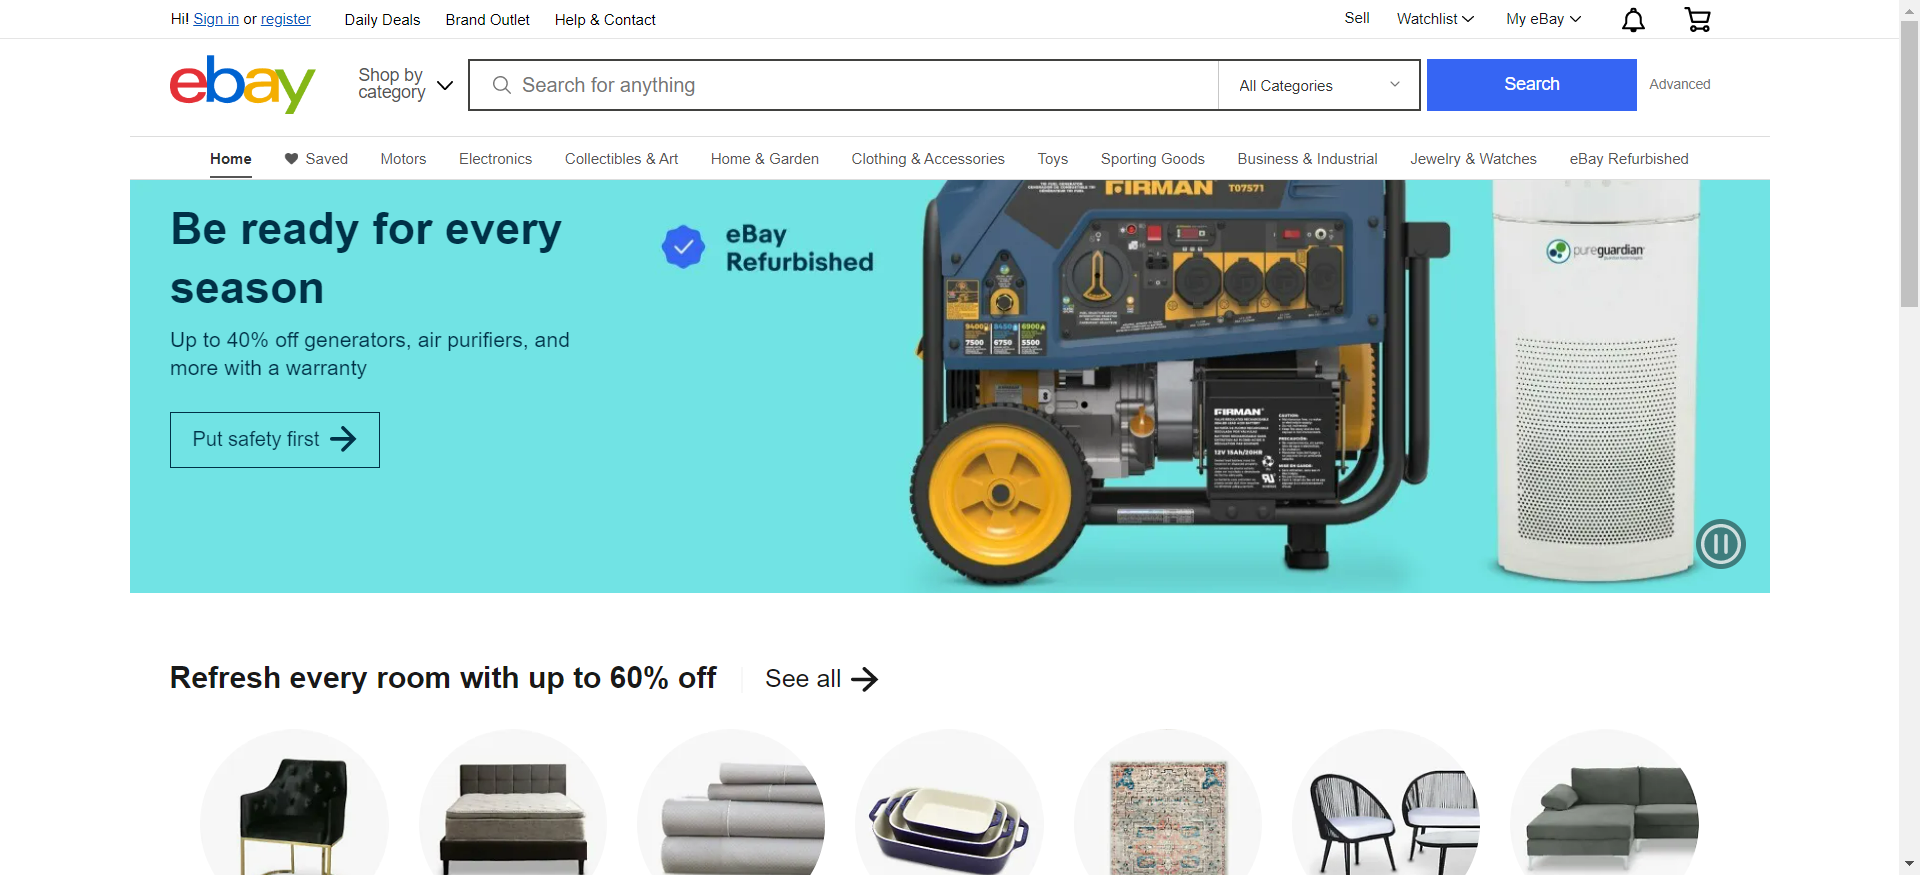 Hi! Sign in or register
Daily Deals
Brand Outlet
Help & Contact
Sell
Watchlist
My eBay
ebay
Shop by
category
Search for anything
All Categories
Search
Advanced
Home
Saved
Motors
Electronics
Collectibles & Art
Home & Garden
Clothing & Accessories
Toys
Sporting Goods
Business & Industrial
Jewelry & Watches
eBay Refurbished
Be ready for every
season
Up to 40% off generators, air purifiers, and
more with a warranty
Put safety first
eBay
Refurbished
FIRMAN T07571
9400 8450 6900
7500 6750 5500
FIRMAN
12V 15Ah/20HR
pureguardian
Refresh every room with up to 60% off
See all